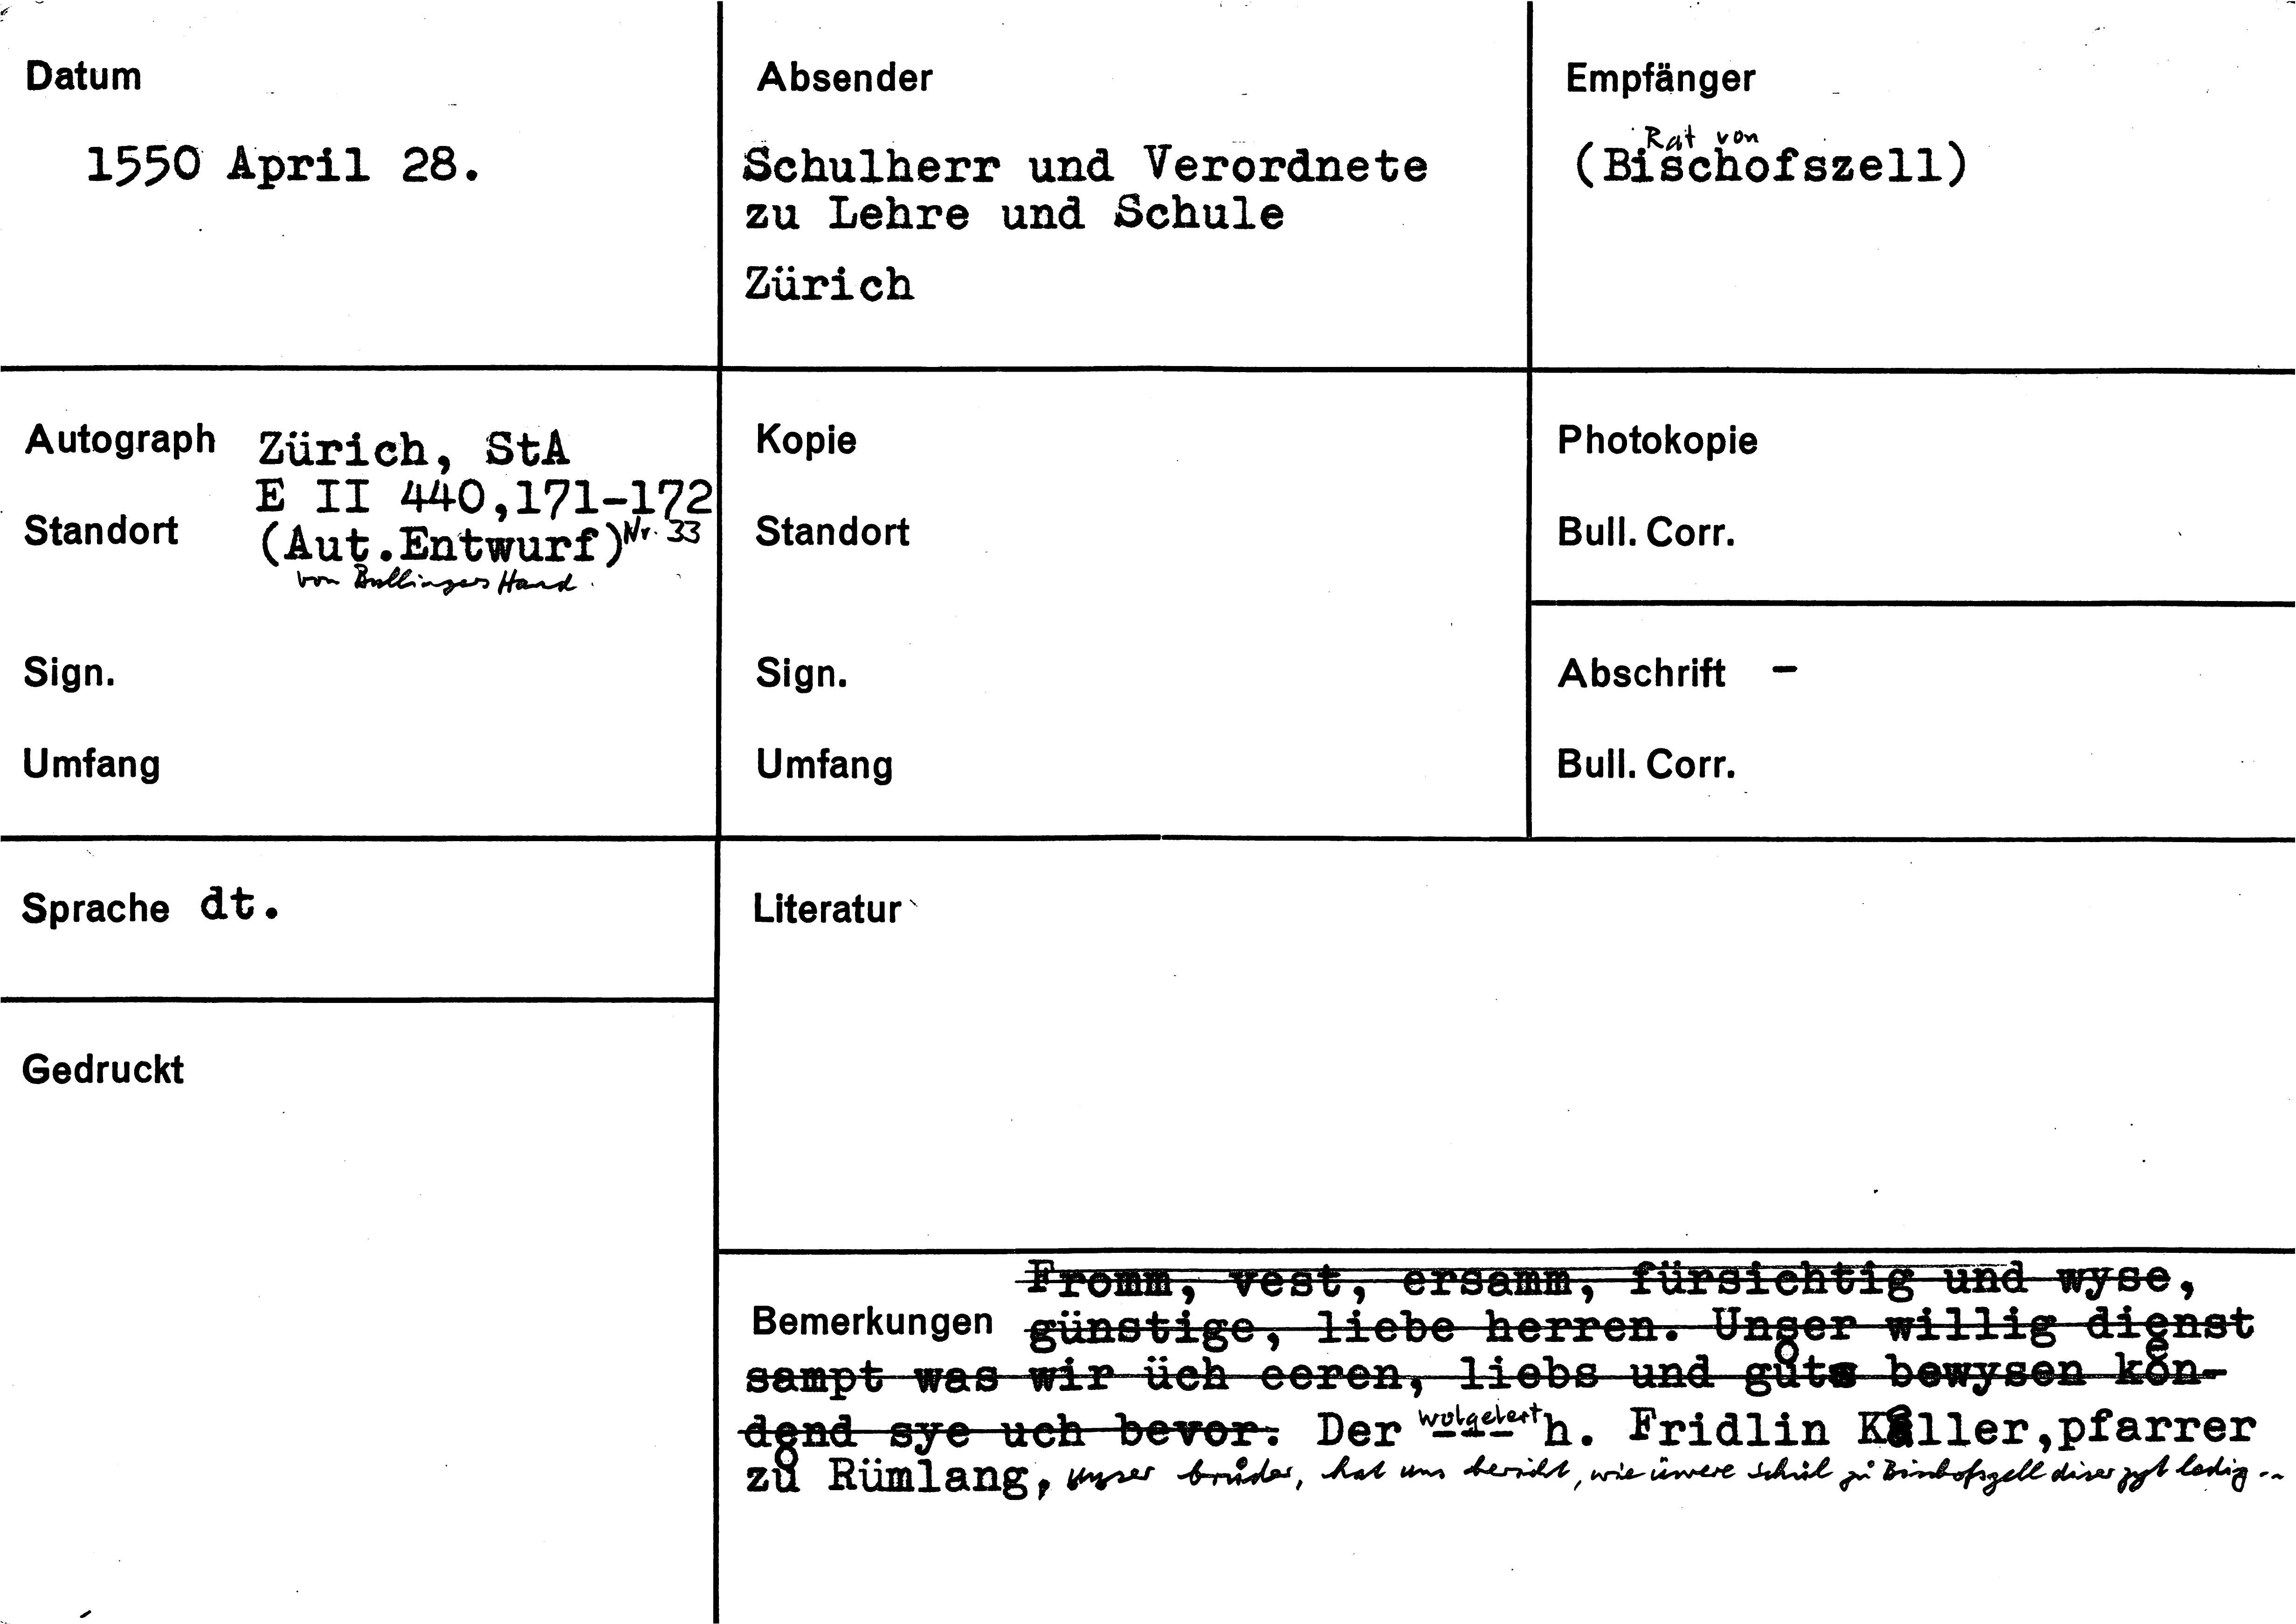 Datum
1550 April 28.
Absender
Schulherr und Verordnete
zu Lehre und Schule
Zürich
Empfänger
Rat von
(Bischofszell)
Autograph Zürich, StA
E II 440,171-172
Standort (Aut.Entwurf) Nr. 33
von Bullingers Hand.
Sign.
Umfang
Kopie
Standort
Sign.
Umfang
Photokopie
Bull. Corr.
Abschrift -
Bull. Corr.
Sprache dt.
Gedruckt
Literatur
Fromm, vest, ersamm, fürsichtig und wyse,
Bemerkungen günstige, liebe herren. Unser willig dienst
sampt was wir üch eeren, liebs und gůts bewysen koͤn-
dend sye uch bevor. Der wolgelert h. Fridlin Käller,pfarrer
zů Rümlang, unser brůder, hat uns bericht, wie üwere schůl zů Bischofszell diser zyt ledig..